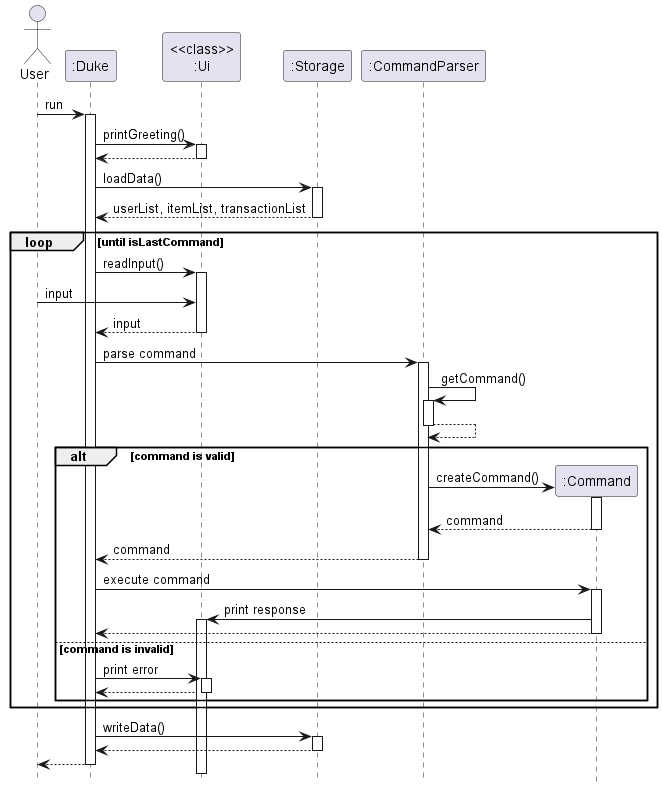 <<class>>
:Duke
:Ui
:Storage
:CommandParser
User
run
printGreeting()
loadData()
userList, itemList, transactionList
loop
[until isLastCommand]
readInput()
input
input
parse command
getCommand()
alt
[command is valid]
createCommand()
:Command
command
command
execute command
print response
[command is invalid]
print error
writeData()